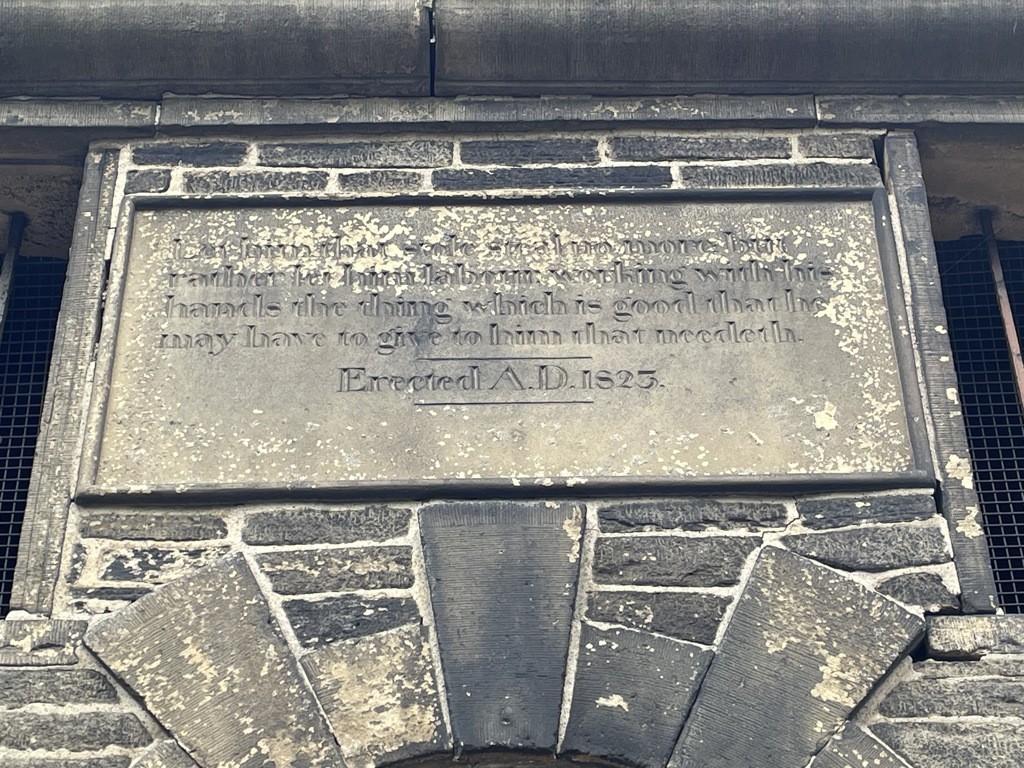 Let him that stole steal no more but
rather let him labour working with his
hands the thing which is good that he
may have to give to him that needeth.
Erected A.D. 1823.